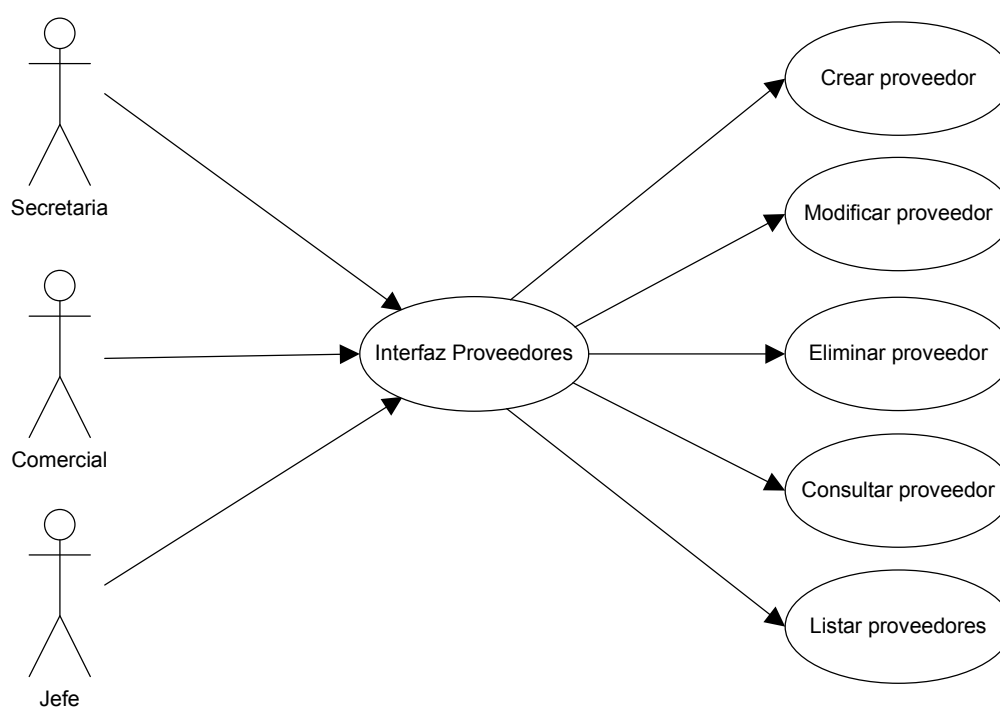 Crear proveedor
Modificar proveedor
Secretaria
Interfaz Proveedores
Eliminar proveedor
Comercial
Consultar proveedor
Listar proveedores
Jefe